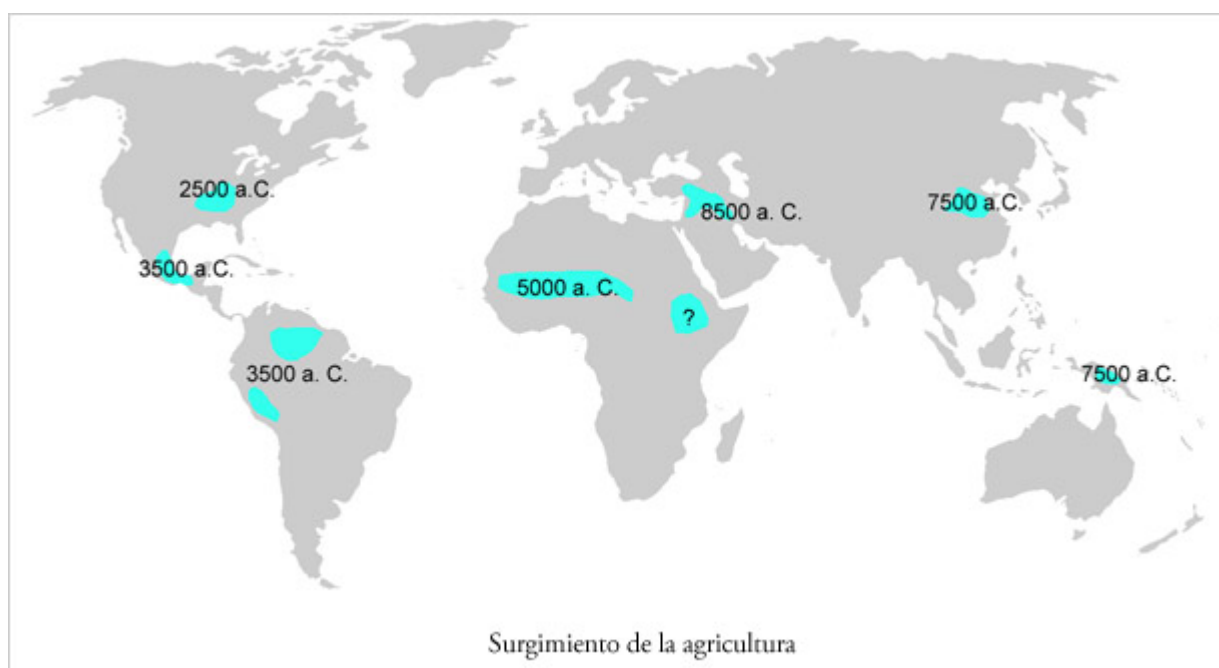 2500 a.C.
8500 a. C.
7500 a.C.
3500 a.C.
5000 a. C.
?
3500 a. C.
7500 a.C.
Surgimiento de la agricultura